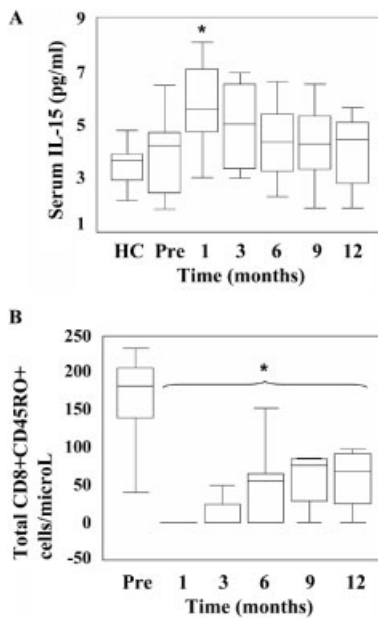 A
Serum IL-15 (pg/ml)
9
7
5
3
1
*
HC Pre 1 3 6 9 12
Time (months)
B
Total CD8+CD45RO+
cells/microL
250
200
150
100
50
0
-50
*
Pre 1 3 6 9 12
Time (months)